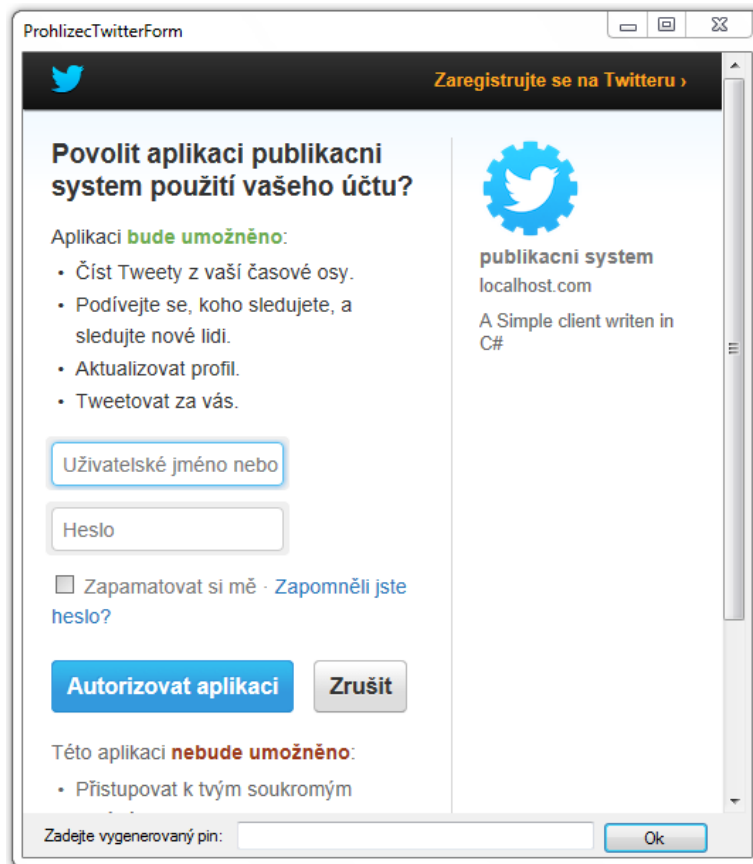 ProhlizecTwitterForm
Zaregistrujte se na Twitteru ›
Povolit aplikaci publikacni
system použití vašeho účtu?
Aplikaci bude umožněno:
• Číst Tweety z vaší časové osy.
• Podívejte se, koho sledujete, a
sledujte nové lidi.
• Aktualizovat profil.
• Tweetovat za vás.
Uživatelské jméno nebo
Heslo
Zapamatovat si mě · Zapomněli jste
heslo?
Autorizovat aplikaci
Zrušit
Této aplikaci nebude umožněno:
• Přistupovat k tvým soukromým
publikacni system
localhost.com
A Simple client writen in
C#
Zadejte vygenerovaný pin:
Ok